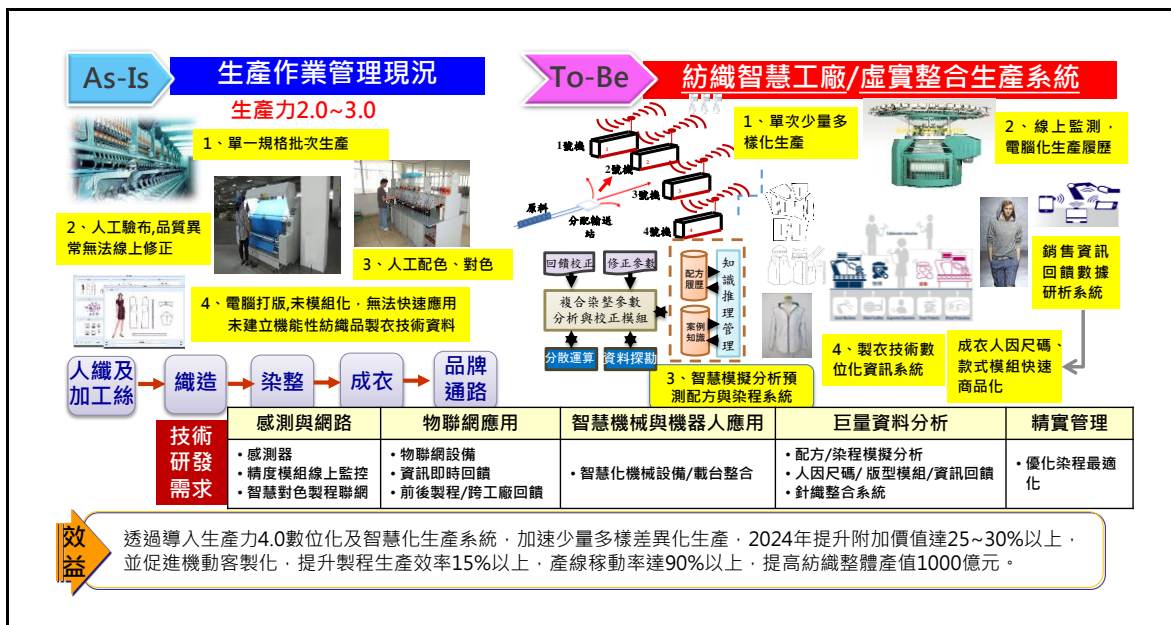 As-Is
生產作業管理現況
生產力2.0~3.0
1、單一規格批次生產
2、人工驗布,品質異
常無法線上修正
3、人工配色、對色
4、電腦打版,未模組化，無法快速應用
未建立機能性紡織品製衣技術資料
To-Be
紡織智慧工廠/虛實整合生產系統
1號機
1
2號機
2
3號機
3
4號機
4
原料
分配輸送
站
1、單次少量多
樣化生產
2、線上監測，
電腦化生產履歷
銷售資訊
回饋數據
研析系統
回饋校正
修正參數
複合染整參數
分析與校正模組
分散運算
資料探勘
配方
履歷
案例
知識
知識推理管理
3、智慧模擬分析預
測配方與染程系統
4、製衣技術數
位化資訊系統
成衣人因尺碼、
款式模組快速
商品化
人纖及
加工絲
織造
染整
成衣
品牌
通路
技術
研發
需求
感測與網路
物聯網應用
智慧機械與機器人應用
巨量資料分析
精實管理
• 感測器
• 精度模組線上監控
• 智慧對色製程聯網
• 物聯網設備
• 資訊即時回饋
• 前後製程/跨工廠回饋
• 智慧化機械設備/載台整合
• 配方/染程模擬分析
• 人因尺碼/ 版型模組/資訊回饋
• 針織整合系統
• 優化染程最適
化
效
益
透過導入生產力4.0數位化及智慧化生產系統，加速少量多樣差異化生產，2024年提升附加價值達25~30%以上，
並促進機動客製化，提升製程生產效率15%以上，產線稼動率達90%以上，提高紡織整體產值1000億元。